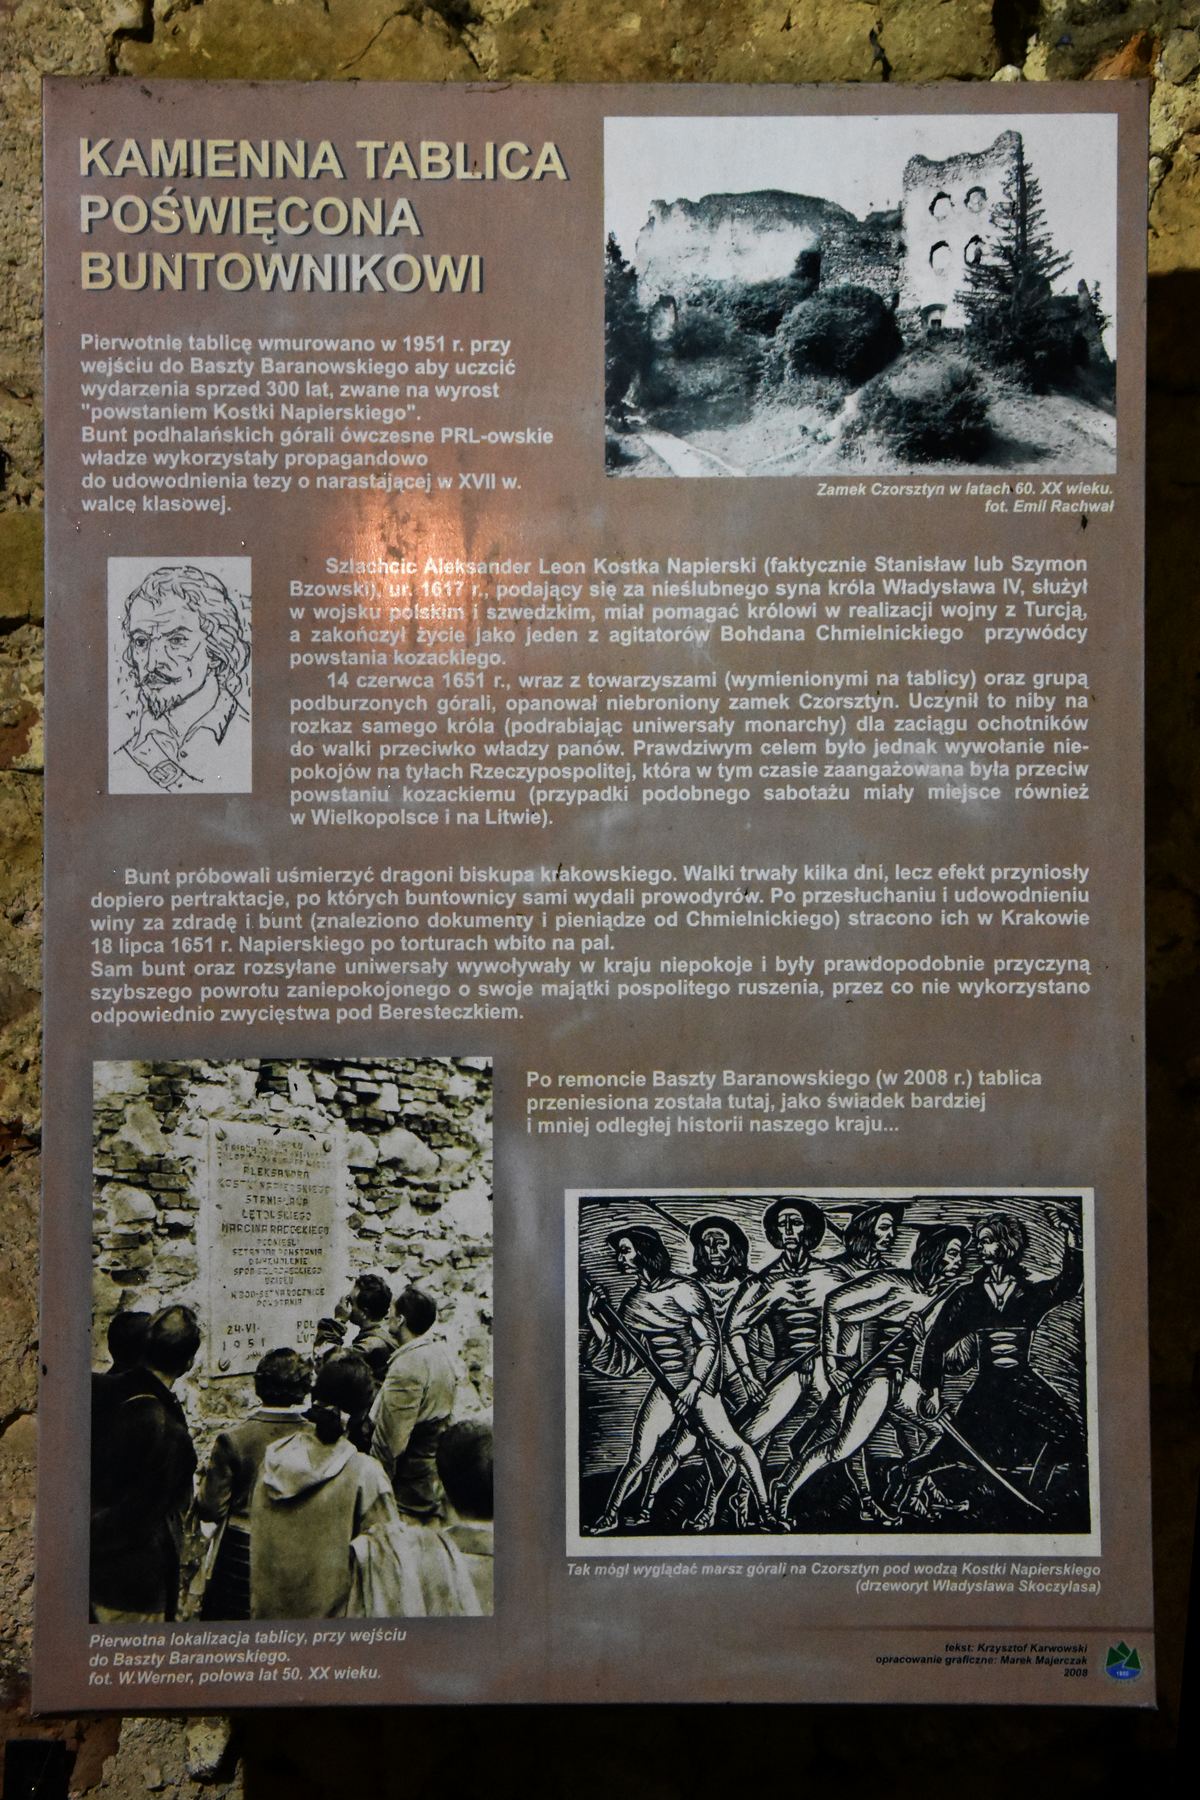 KAMIENNA TABLICA
POŚWIĘCONA
BUNTOWNIKOWI
Pierwotnie tablicę wmurowano w 1951 r. przy
wejściu do Baszty Baranowskiego aby uczcić
wydarzenia sprzed 300 lat, zwane na wyrost
"powstaniem Kostki Napierskiego".
Bunt podhalańskich górali ówczesne PRL-owskie
władze wykorzystały propagandowo
do udowodnienia tezy o narastającej w XVII w.
walce klasowej.
Zamek Czorsztyn w latach 60. XX wieku.
fot. Emil Rachwał
Szlachcic Aleksander Leon Kostka Napierski (faktycznie Stanisław lub Szymon
Bzowski), ur. 1617 r., podający się za nieślubnego syna króla Władysława IV, służył
w wojsku polskim i szwedzkim, miał pomagać królowi w realizacji wojny z Turcją,
a zakończył życie jako jeden z agitatorów Bohdana Chmielnickiego przywódcy
powstania kozackiego.
14 czerwca 1651 r., wraz z towarzyszami (wymienionymi na tablicy) oraz grupą
podburzonych górali, opanował niebroniony zamek Czorsztyn. Uczynił to niby na
rozkaz samego króla (podrabiając uniwersały monarchy) dla zaciągu ochotników
do walki przeciwko władzy panów. Prawdziwym celem było jednak wywołanie nie-
pokojów na tyłach Rzeczypospolitej, która w tym czasie zaangażowana była przeciw
powstaniu kozackiemu (przypadki podobnego sabotażu miały miejsce również
w Wielkopolsce i na Litwie).
Bunt próbowali uśmierzyć dragoni biskupa krakowskiego. Walki trwały kilka dni, lecz efekt przyniosły
dopiero pertraktacje, po których buntownicy sami wydali prowodyrów. Po przesłuchaniu i udowodnieniu
winy za zdradę i bunt (znaleziono dokumenty i pieniądze od Chmielnickiego) stracono ich w Krakowie
18 lipca 1651 r. Napierskiego po torturach wbito na pal.
Sam bunt oraz rozsyłane uniwersały wywoływały w kraju niepokoje i były prawdopodobnie przyczyną
szybszego powrotu zaniepokojonego o swoje majątki pospolitego ruszenia, przez co nie wykorzystano
odpowiednio zwycięstwa pod Beresteczkiem.
Po remoncie Baszty Baranowskiego (w 2008 r.) tablica
przeniesiona została tutaj, jako świadek bardziej
i mniej odległej historii naszego kraju...
ALEKSANDRA
KOSTKI NAPIERSKIEGO
STANISŁAWA
ŁĘTOWSKIEGO
MARCINA RADOCKIEGO
PODNIEŚLI
SZTANDAR POWSTANIA
UCISKU
W 300-SETNĄ ROCZNICĘ
POWSTANIA
24.VI.
1951
Tak mógł wyglądać marsz górali na Czorsztyn pod wodzą Kostki Napierskiego
(drzeworyt Władysława Skoczylasa)
Pierwotna lokalizacja tablicy, przy wejściu
do Baszty Baranowskiego.
fot. W.Werner, połowa lat 50. XX wieku.
tekst: Krzysztof Karwowski
opracowanie graficzne: Marek Majerczak
2008